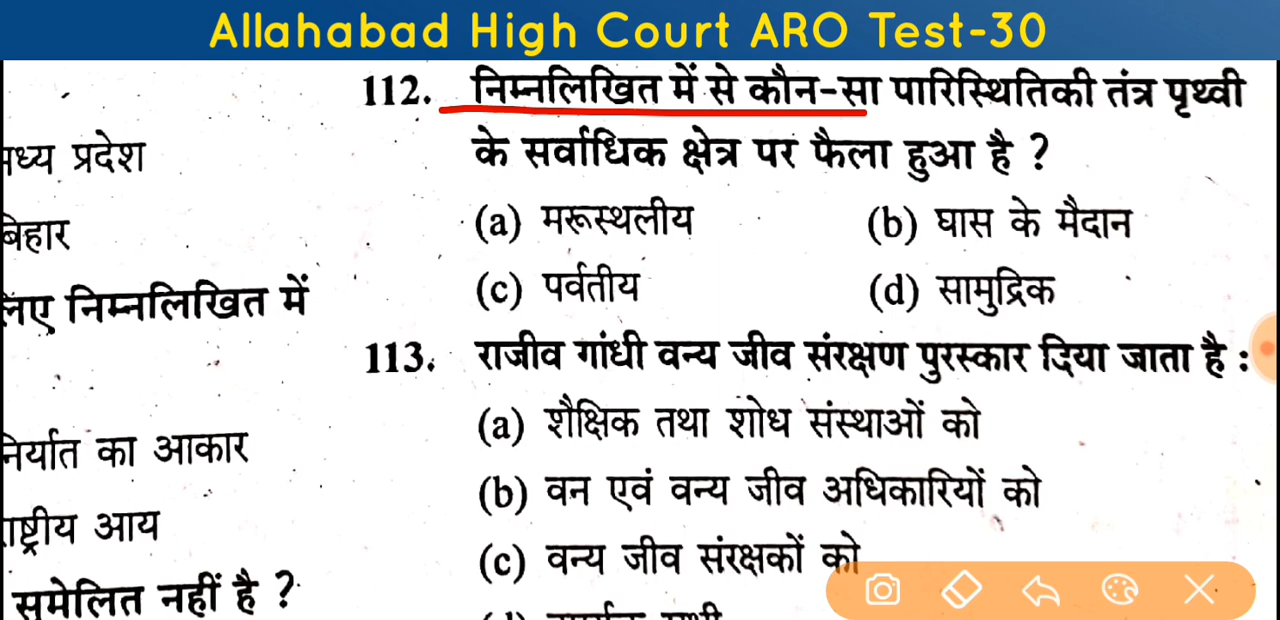 Allahabad High Court ARO Test-30
मध्य प्रदेश
बिहार
लिए निम्नलिखित में
निर्यात का आकार
राष्ट्रीय आय
सुमेलित नहीं है ?
112. निम्नलिखित में से कौन-सा पारिस्थितिकी तंत्र पृथ्वी
के सर्वाधिक क्षेत्र पर फैला हुआ है ?
(a) मरूस्थलीय (b) घास के मैदान
(c) पर्वतीय (d) सामुद्रिक
113. राजीव गांधी वन्य जीव संरक्षण पुरस्कार दिया जाता है :
(a) शैक्षिक तथा शोध संस्थाओं को
(b) वन एवं वन्य जीव अधिकारियों को
(c) वन्य जीव संरक्षकों को